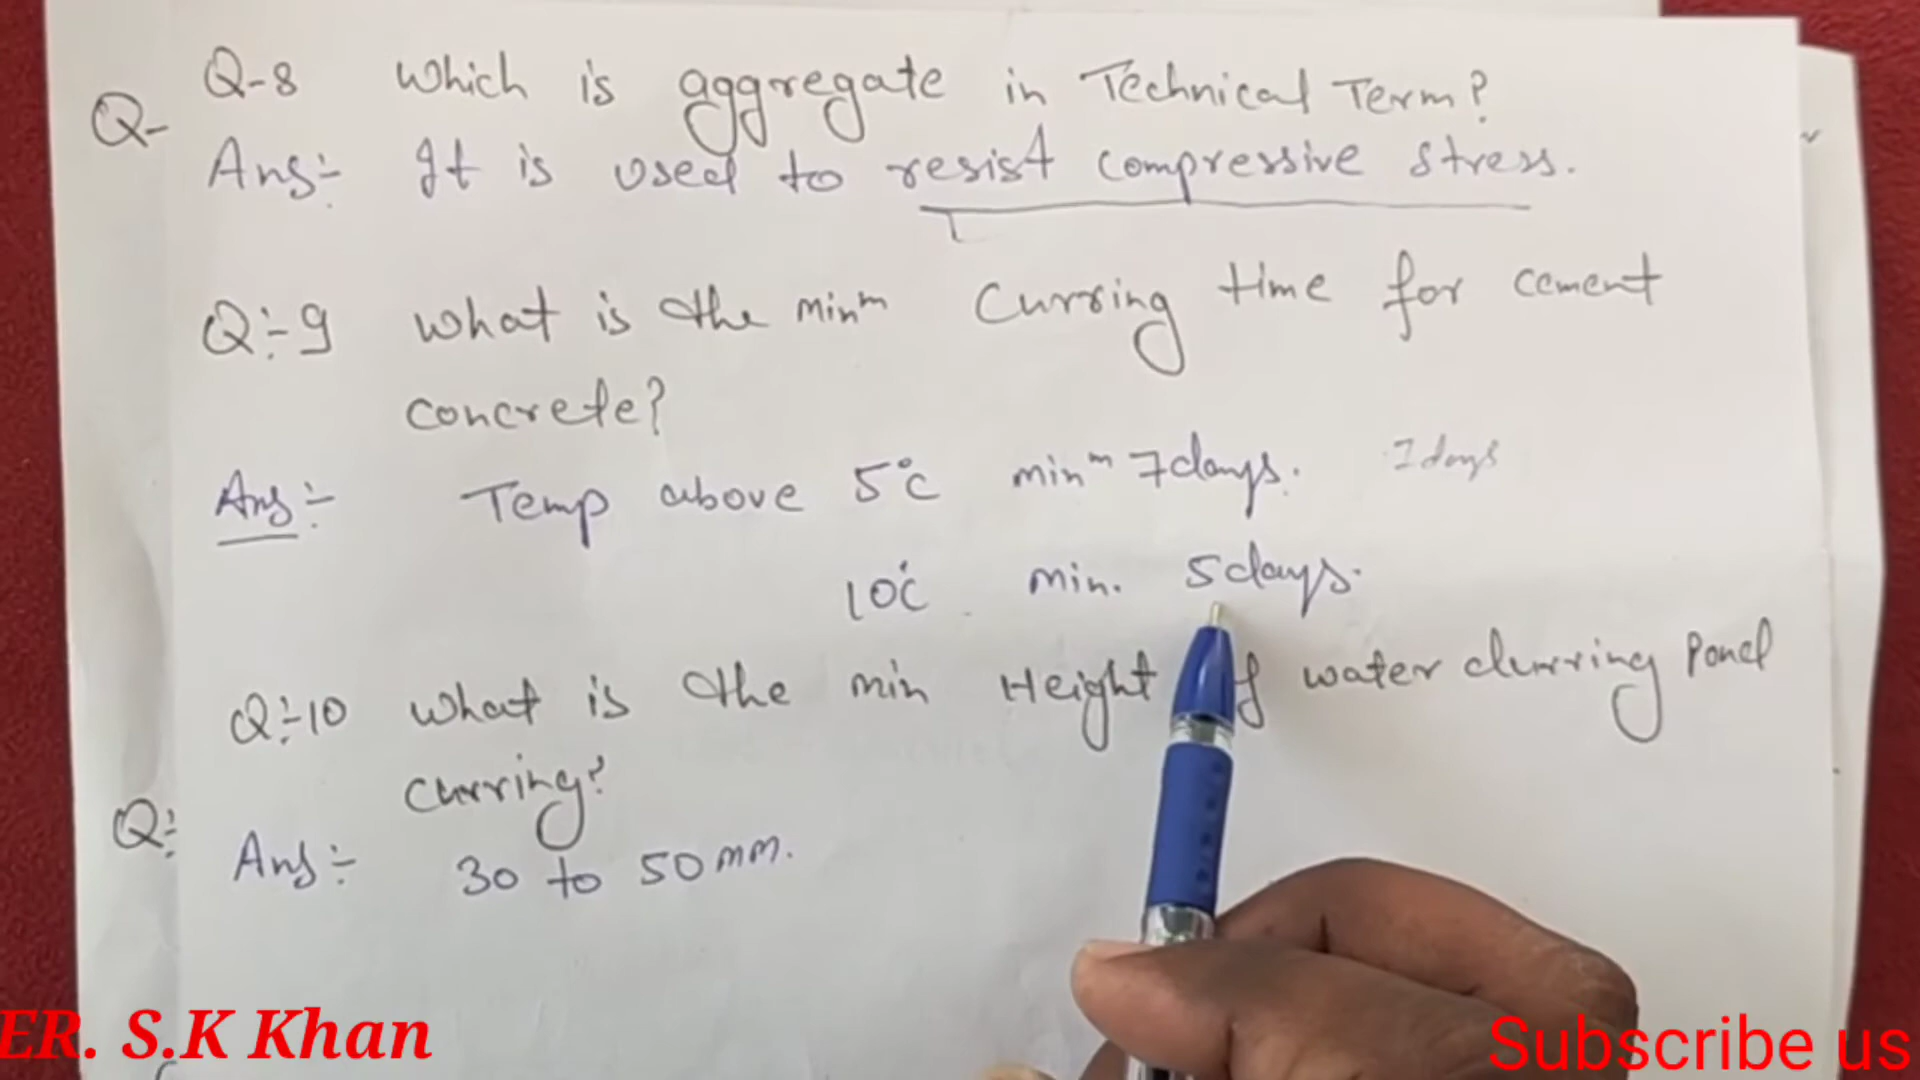 Q-8 Which is aggregate in Technical Term?
Q-
Ans:- It is used to resist compressive stress.
Q:-9 What is the minm Curring time for cement
concrete?
Ans:- Temp above 5°c minm 7days. 7days
10°c min. 5days.
Q:-10 What is the min Height of water curring Panel
curring?
Q:
Ans:- 30 to 50mm.
ER. S.K Khan
Subscribe us